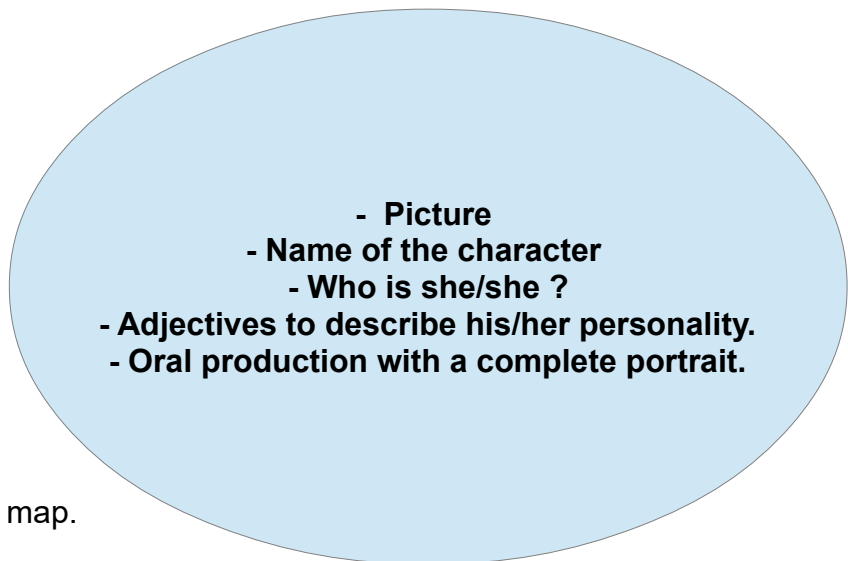 - Picture
- Name of the character
- Who is she/she ?
- Adjectives to describe his/her personality.
- Oral production with a complete portrait.
map.